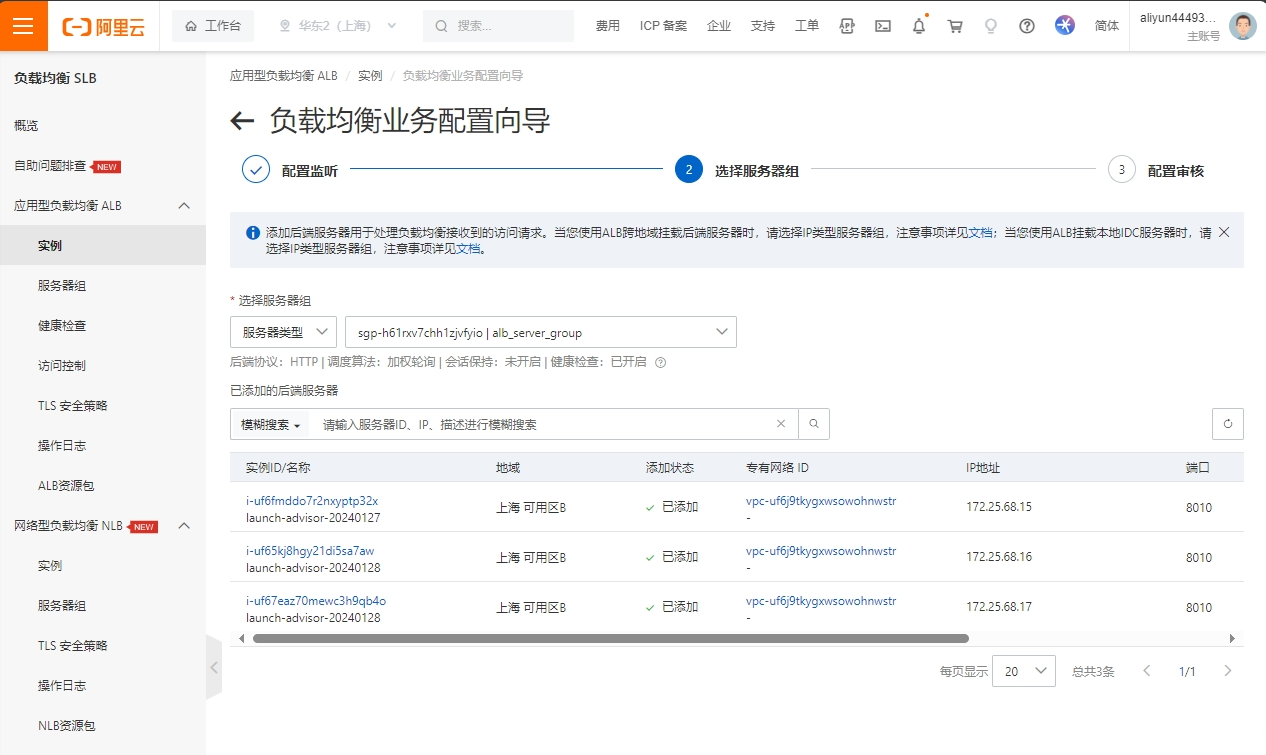 阿里云
工作台
华东2（上海）
搜索...
费用
ICP 备案
企业
支持
工单
简体
aliyun44493...
主账号
负载均衡 SLB
概览
自助问题排查 NEW
应用型负载均衡 ALB
实例
服务器组
健康检查
访问控制
TLS 安全策略
操作日志
ALB资源包
网络型负载均衡 NLB NEW
实例
服务器组
TLS 安全策略
操作日志
NLB资源包
应用型负载均衡 ALB / 实例 / 负载均衡业务配置向导
负载均衡业务配置向导
配置监听
2 选择服务器组
3 配置审核
添加后端服务器用于处理负载均衡接收到的访问请求。当您使用ALB跨地域挂载后端服务器时，请选择IP类型服务器组，注意事项详见文档；当您使用ALB挂载本地IDC服务器时，请
选择IP类型服务器组，注意事项详见文档。
* 选择服务器组
服务器类型 sgp-h61rxv7chh1zjvfyio | alb_server_group
后端协议：HTTP | 调度算法：加权轮询 | 会话保持：未开启 | 健康检查：已开启
已添加的后端服务器
模糊搜索 请输入服务器ID、IP、描述进行模糊搜索
实例ID/名称 地域 添加状态 专有网络 ID IP地址 端口
i-uf6fmddo7r2nxyptp32x
launch-advisor-20240127
上海 可用区B 已添加
vpc-uf6j9tkygxwsowohnwstr
-
172.25.68.15 8010
i-uf65kj8hgy21di5sa7aw
launch-advisor-20240128
上海 可用区B 已添加
vpc-uf6j9tkygxwsowohnwstr
-
172.25.68.16 8010
i-uf67eaz70mewc3h9qb4o
launch-advisor-20240128
上海 可用区B 已添加
vpc-uf6j9tkygxwsowohnwstr
-
172.25.68.17 8010
每页显示 20 总共3条 1/1